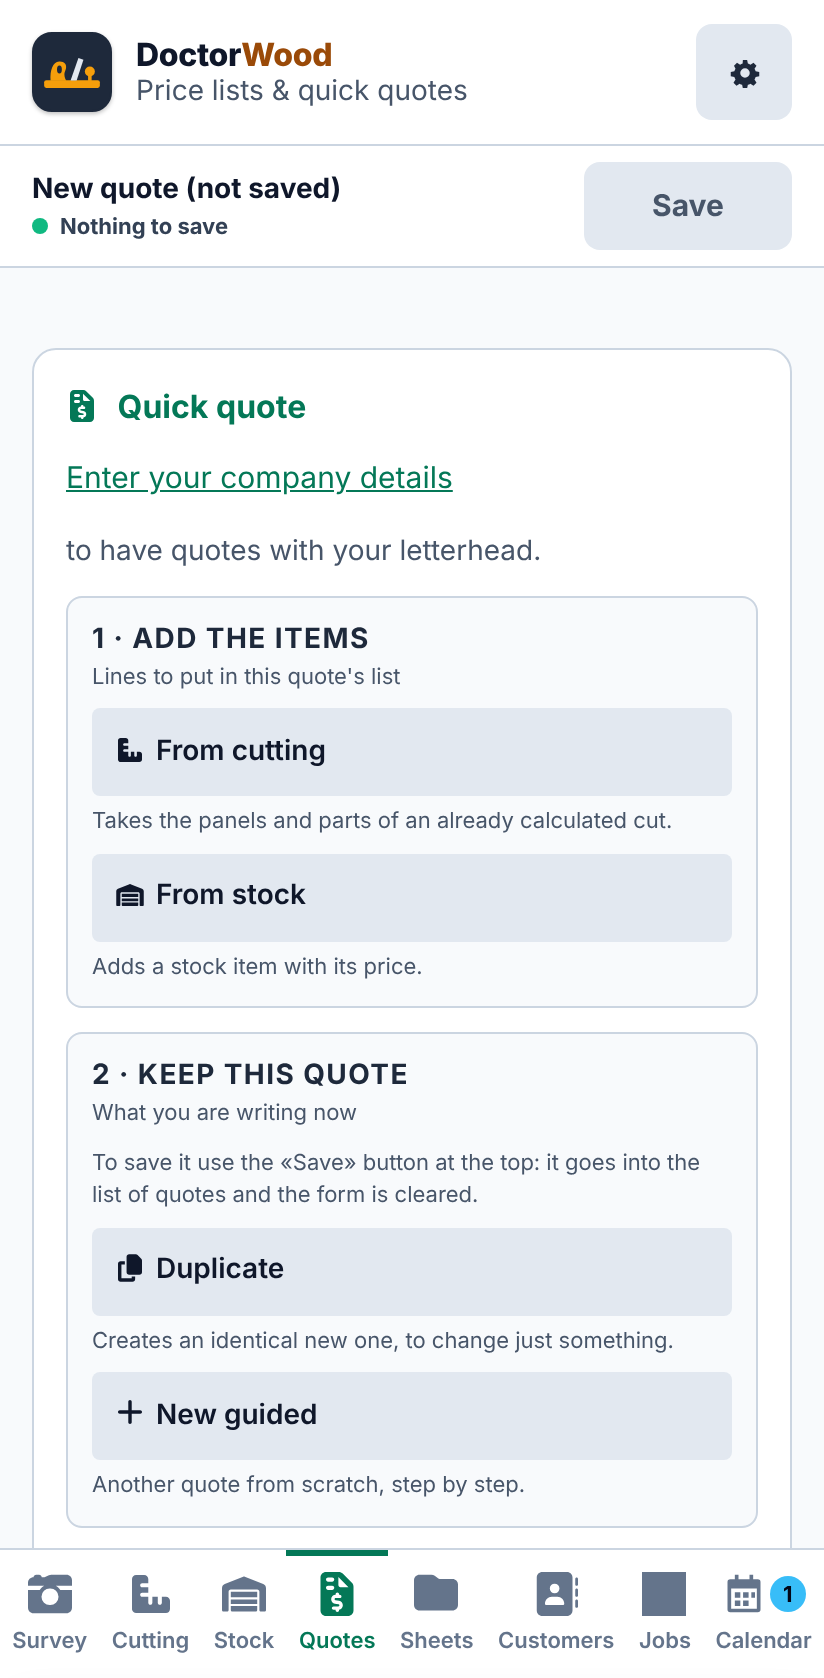 DoctorWood
Price lists & quick quotes
New quote (not saved)
Nothing to save
Save
Quick quote
Enter your company details
to have quotes with your letterhead.
1 · ADD THE ITEMS
Lines to put in this quote's list
From cutting
Takes the panels and parts of an already calculated cut.
From stock
Adds a stock item with its price.
2 · KEEP THIS QUOTE
What you are writing now
To save it use the «Save» button at the top: it goes into the
list of quotes and the form is cleared.
Duplicate
Creates an identical new one, to change just something.
New guided
Another quote from scratch, step by step.
1
Survey Cutting Stock Quotes Sheets Customers Jobs Calendar